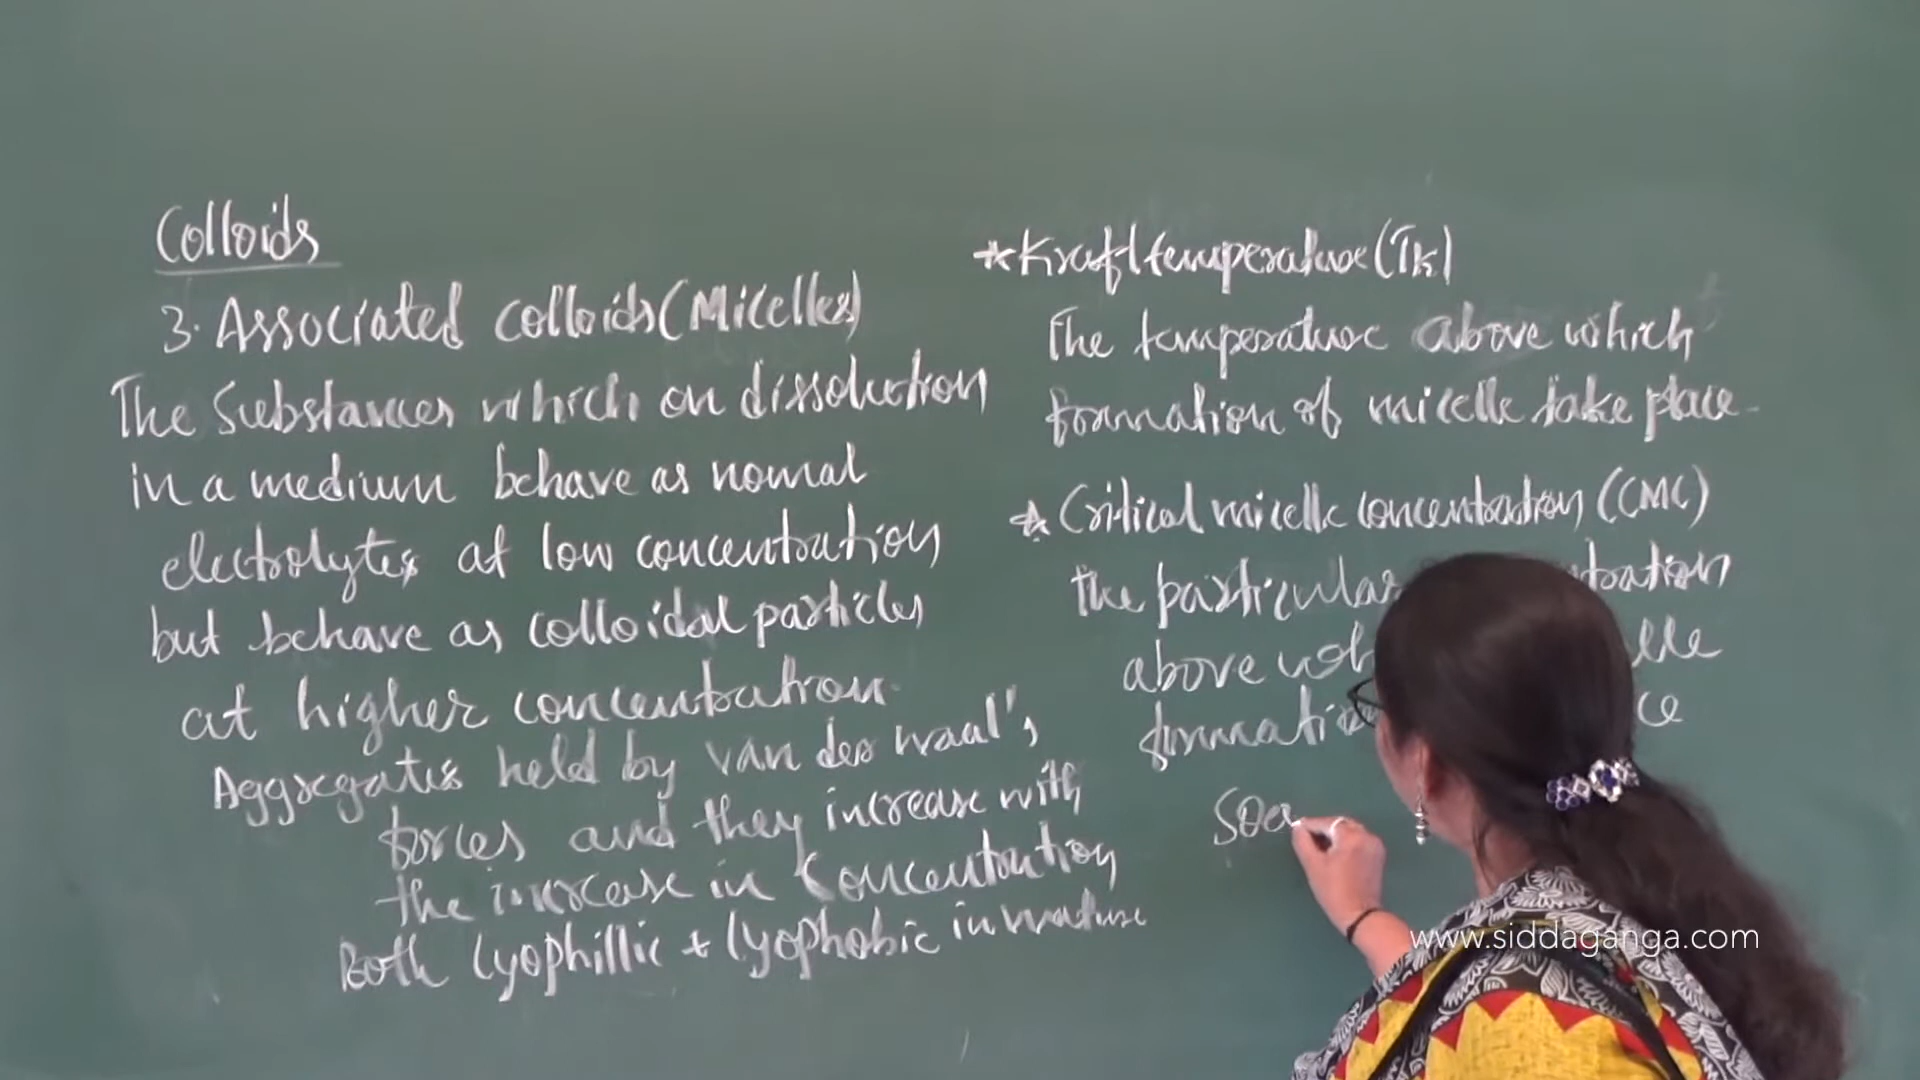 Colloids
3. Associated colloids (Micelles)
The Substances which on dissolution
in a medium behave as nomal
electrolytes at low concentration
but behave as colloidal particles
at higher concentration.
Aggregates held by van der waal's
forces and they increase with
the increase in Concentration
Both lyophillic + lyophobic in nature
* Kraft temperature (Tk)
The temperature above which
formation of micelle take place.
* Critical micelle concentration (CMC)
the particular
above
www.siddaganga.com